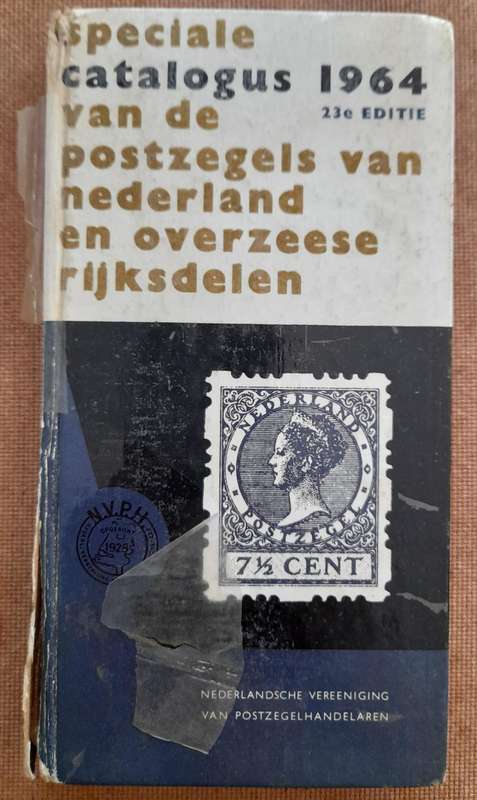 speciale
catalogus 1964
van de
23e EDITIE
postzegels van
nederland
en overzeese
rijksdelen
NEDERLAND
POSTZEGEL
7½ CENT
N.V.P.H.
OPGERICHT
1928
NEDERLANDSCHE VEREENIGING
VAN POSTZEGELHANDELAREN